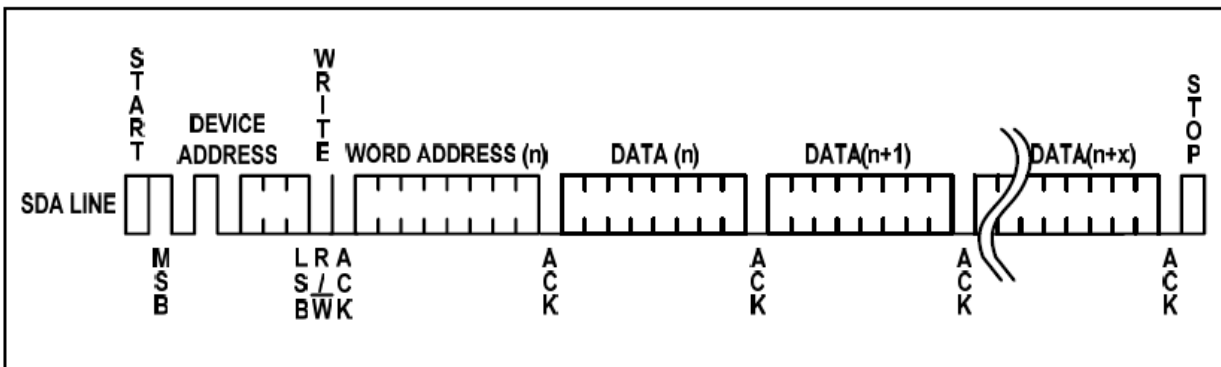 START
WRITE
STOP
DEVICE
ADDRESS
WORD ADDRESS (n)
DATA (n)
DATA(n+1)
DATA(n+x)
SDA LINE
MSB
LSB
R/W
ACK
ACK
ACK
ACK
ACK